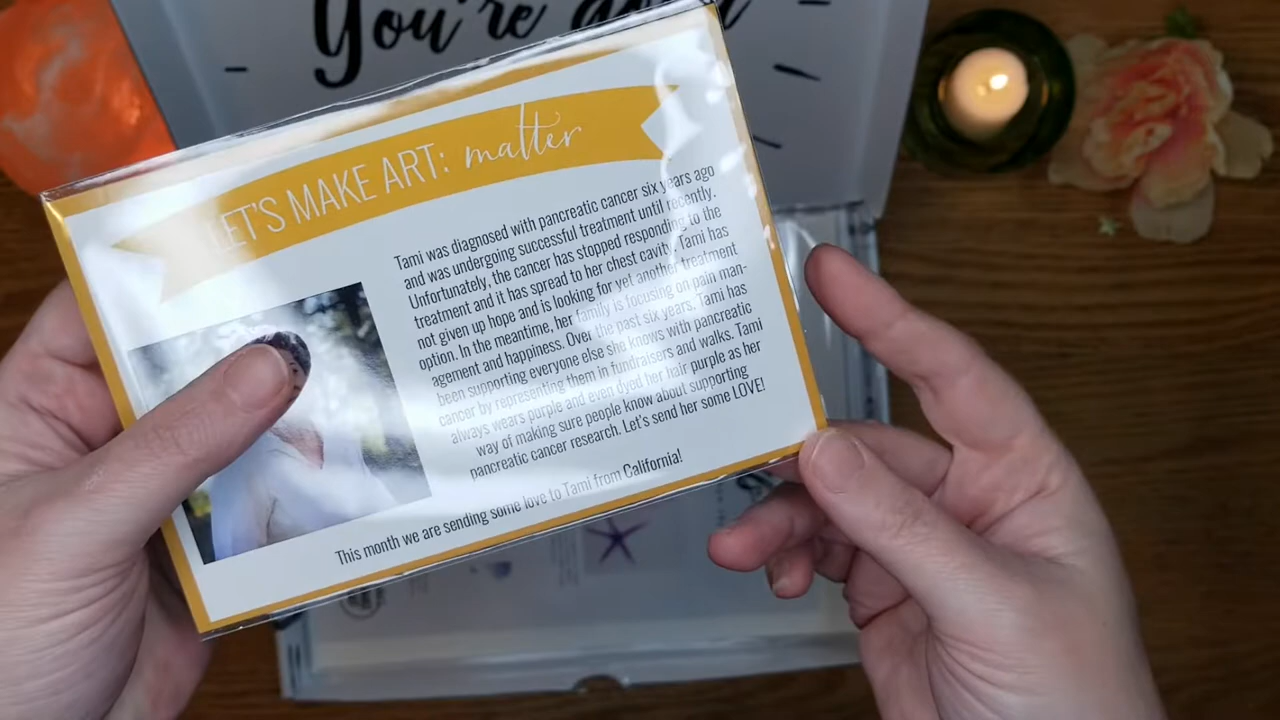 You're
LET'S MAKE ART: matter
Tami was diagnosed with pancreatic cancer six years ago
and was undergoing successful treatment until recently.
Unfortunately, the cancer has stopped responding to the
treatment and it has spread to her chest cavity. Tami has
not given up hope and is looking for yet another treatment
option. In the meantime, her family is focusing on pain man-
agement and happiness. Over the past six years, Tami has
been supporting everyone else she knows with pancreatic
cancer by representing them in fundraisers and walks. Tami
always wears purple and even dyed her hair purple as her
way of making sure people know about supporting
pancreatic cancer research. Let's send her some LOVE!
This month we are sending some love to Tami from California!